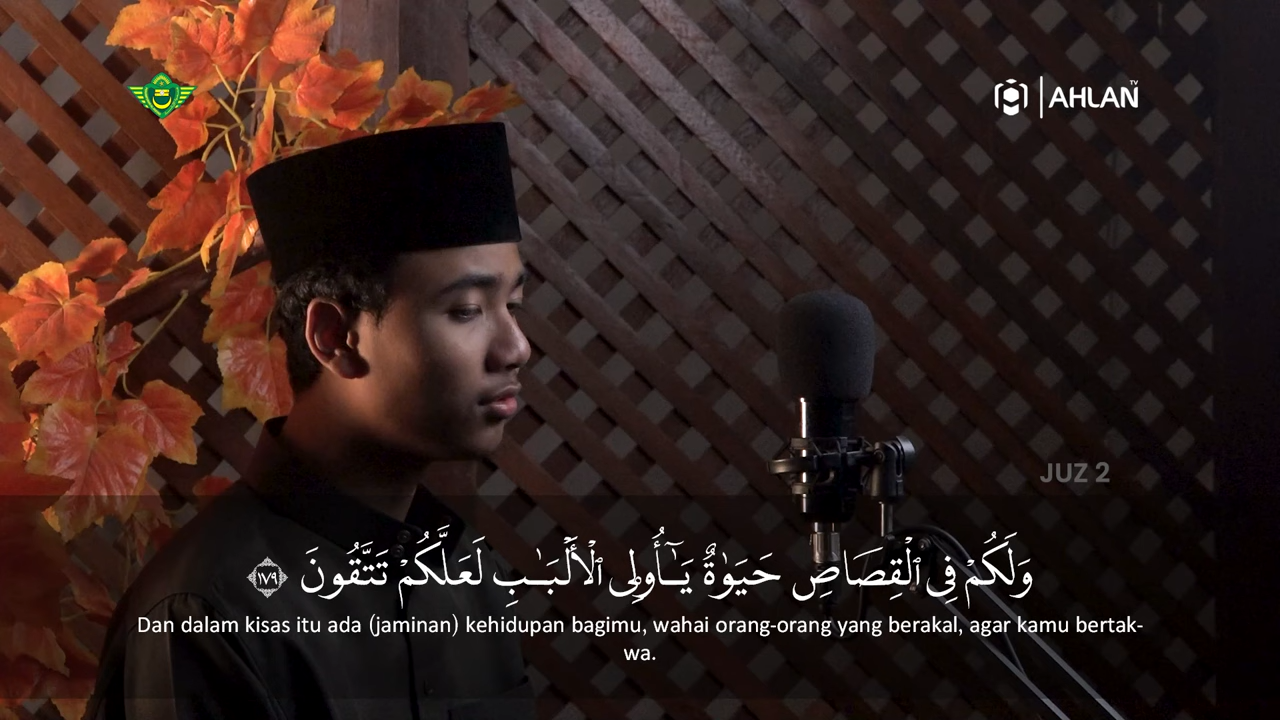 AHLAN TV
JUZ 2
وَلَكُمْ فِي ٱلْقِصَاصِ حَيَوٰةٌ يَـٰٓأُو۟لِى ٱلْأَلْبَـٰبِ لَعَلَّكُمْ تَتَّقُونَ ١٧٩
Dan dalam kisas itu ada (jaminan) kehidupan bagimu, wahai orang-orang yang berakal, agar kamu bertak-
wa.